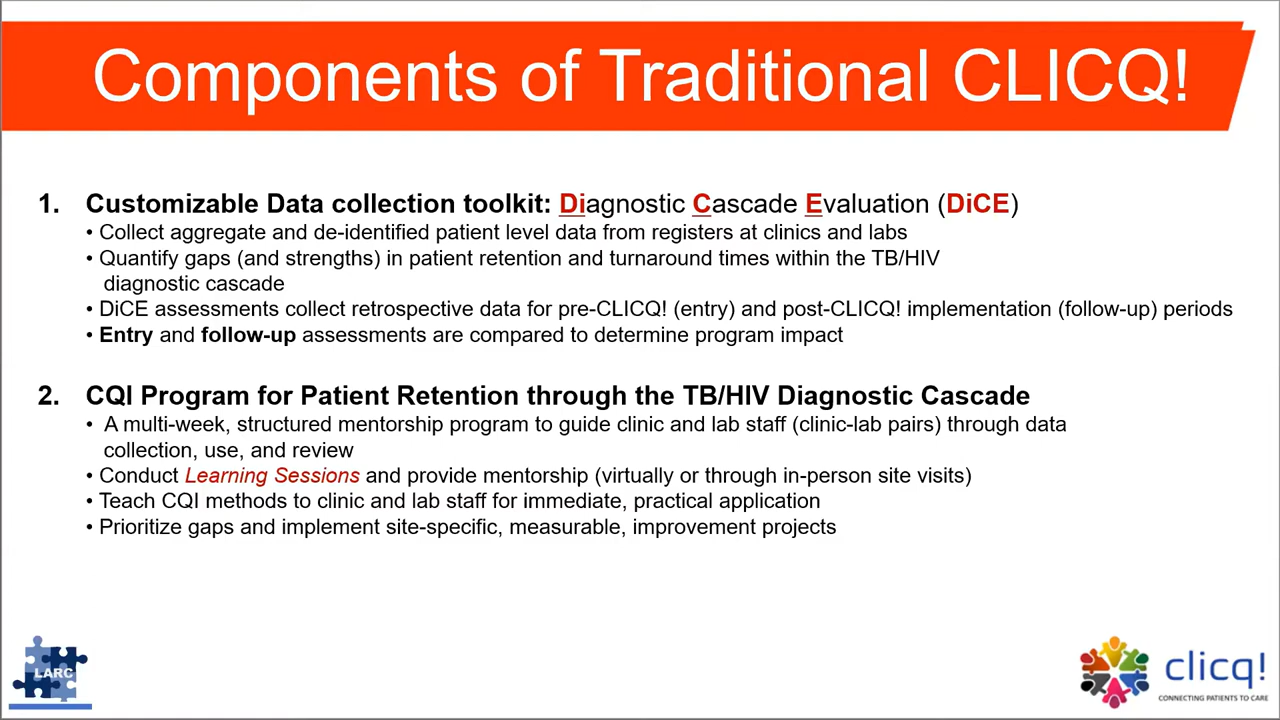 Components of Traditional CLICQ!
1. Customizable Data collection toolkit: Diagnostic Cascade Evaluation (DiCE)
• Collect aggregate and de-identified patient level data from registers at clinics and labs
• Quantify gaps (and strengths) in patient retention and turnaround times within the TB/HIV
diagnostic cascade
• DiCE assessments collect retrospective data for pre-CLICQ! (entry) and post-CLICQ! implementation (follow-up) periods
• Entry and follow-up assessments are compared to determine program impact
2. CQI Program for Patient Retention through the TB/HIV Diagnostic Cascade
• A multi-week, structured mentorship program to guide clinic and lab staff (clinic-lab pairs) through data
collection, use, and review
• Conduct Learning Sessions and provide mentorship (virtually or through in-person site visits)
• Teach CQI methods to clinic and lab staff for immediate, practical application
• Prioritize gaps and implement site-specific, measurable, improvement projects
LARC
clicq!
CONNECTING PATIENTS TO CARE